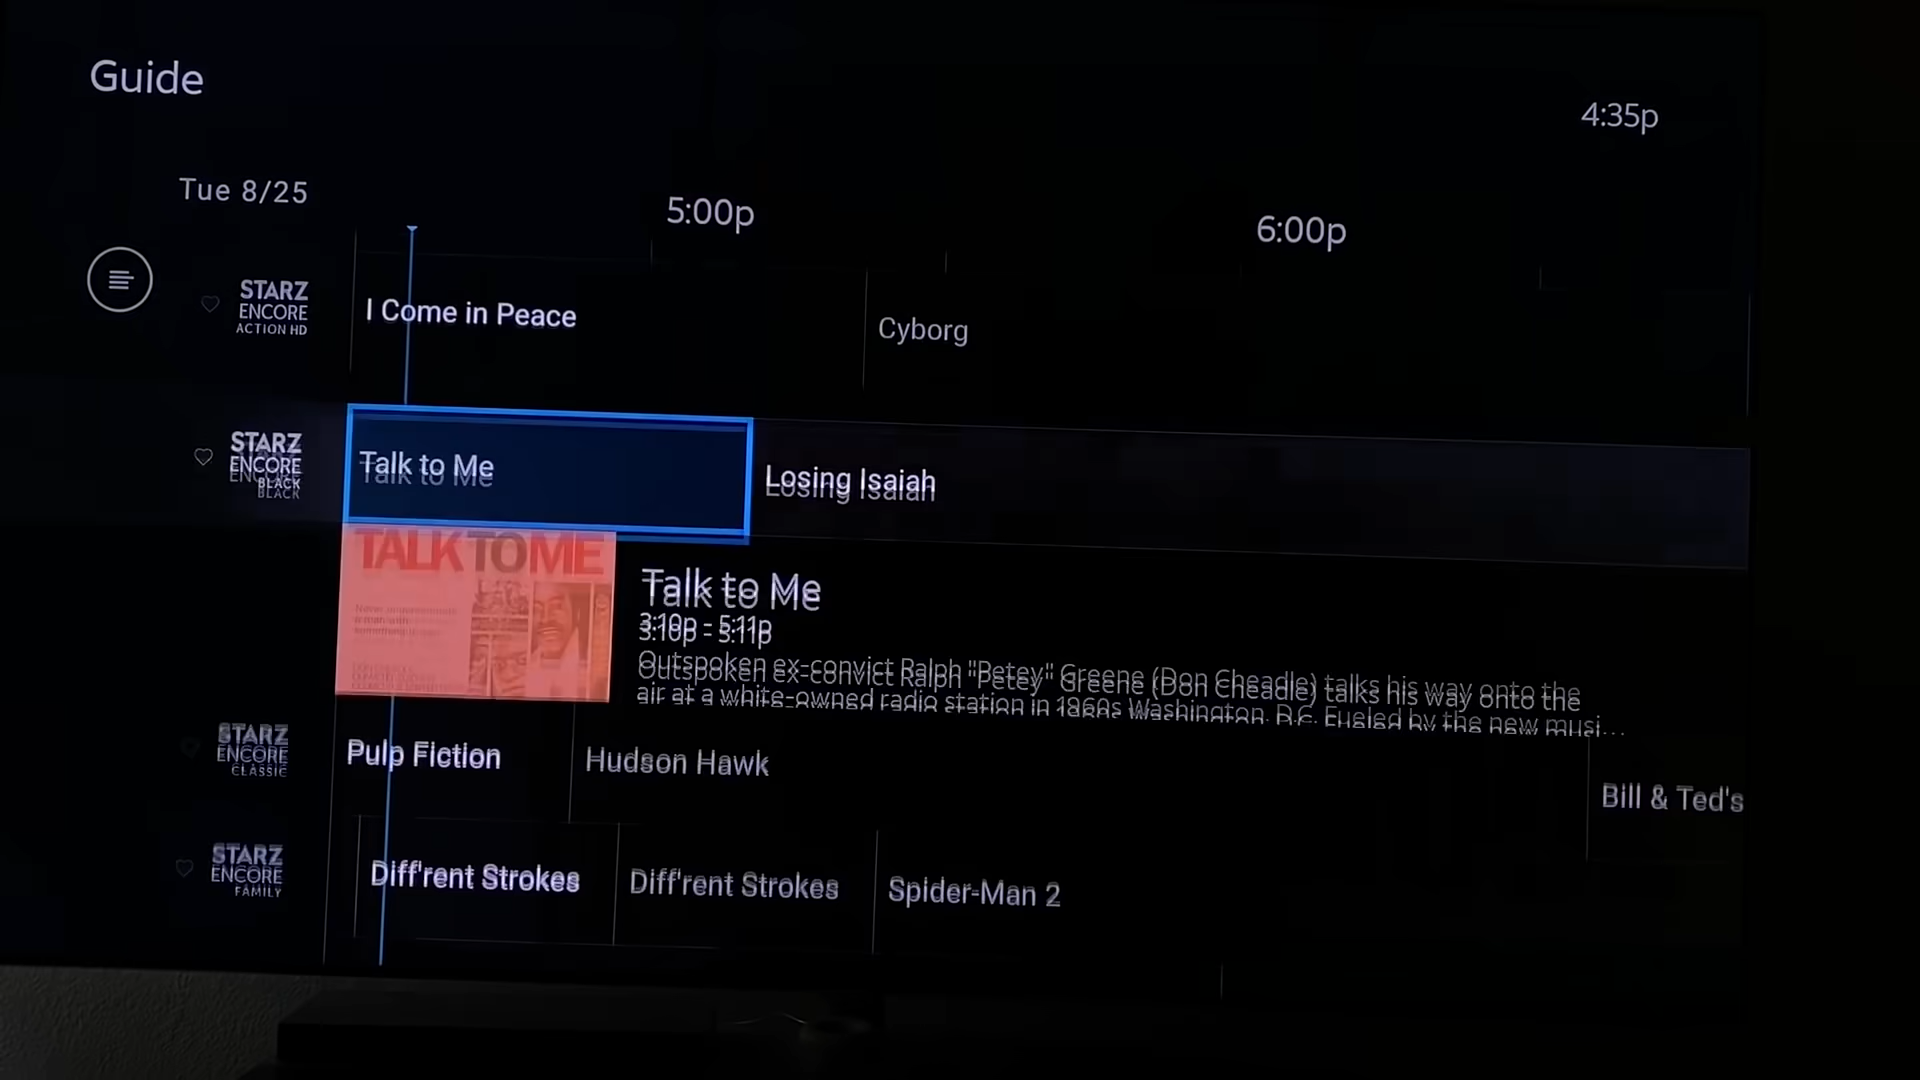 Guide
4:35p
Tue 8/25
5:00p
6:00p
STARZ
ENCORE
ACTION HD
I Come in Peace
Cyborg
STARZ
ENCORE
BLACK
Talk to Me
Losing Isaiah
TALK TO ME
Talk to Me
3:10p - 5:11p
Outspoken ex-convict Ralph "Petey" Greene (Don Cheadle) talks his way onto the
air at a white-owned radio station in 1960s Washington, D.C. Fueled by the new musi...
STARZ
ENCORE
CLASSIC
Pulp Fiction
Hudson Hawk
Bill & Ted's
STARZ
ENCORE
FAMILY
Diff'rent Strokes
Diff'rent Strokes
Spider-Man 2